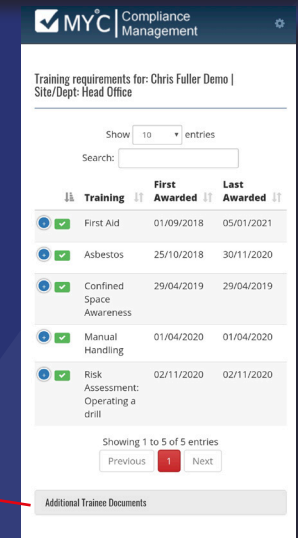 MYC Compliance
Management
Training requirements for: Chris Fuller Demo |
Site/Dept: Head Office
Show 10 entries
Search:
Training First Awarded Last Awarded
First Aid 01/09/2018 05/01/2021
Asbestos 25/10/2018 30/11/2020
Confined 29/04/2019 29/04/2019
Space
Awareness
Manual 01/04/2020 01/04/2020
Handling
Risk 02/11/2020 02/11/2020
Assessment:
Operating a
drill
Showing 1 to 5 of 5 entries
Previous 1 Next
Additional Trainee Documents